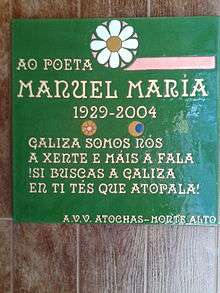 AO POETA
MANUEL MARÍA
1929-2004
GALIZA SOMOS NÓS
A XENTE E MÁIS A FALA
!SI BUSCAS A GALIZA
EN TI TÉS QUE ATOPALA!
A.V.V. ATOCHAS-MONTE ALTO